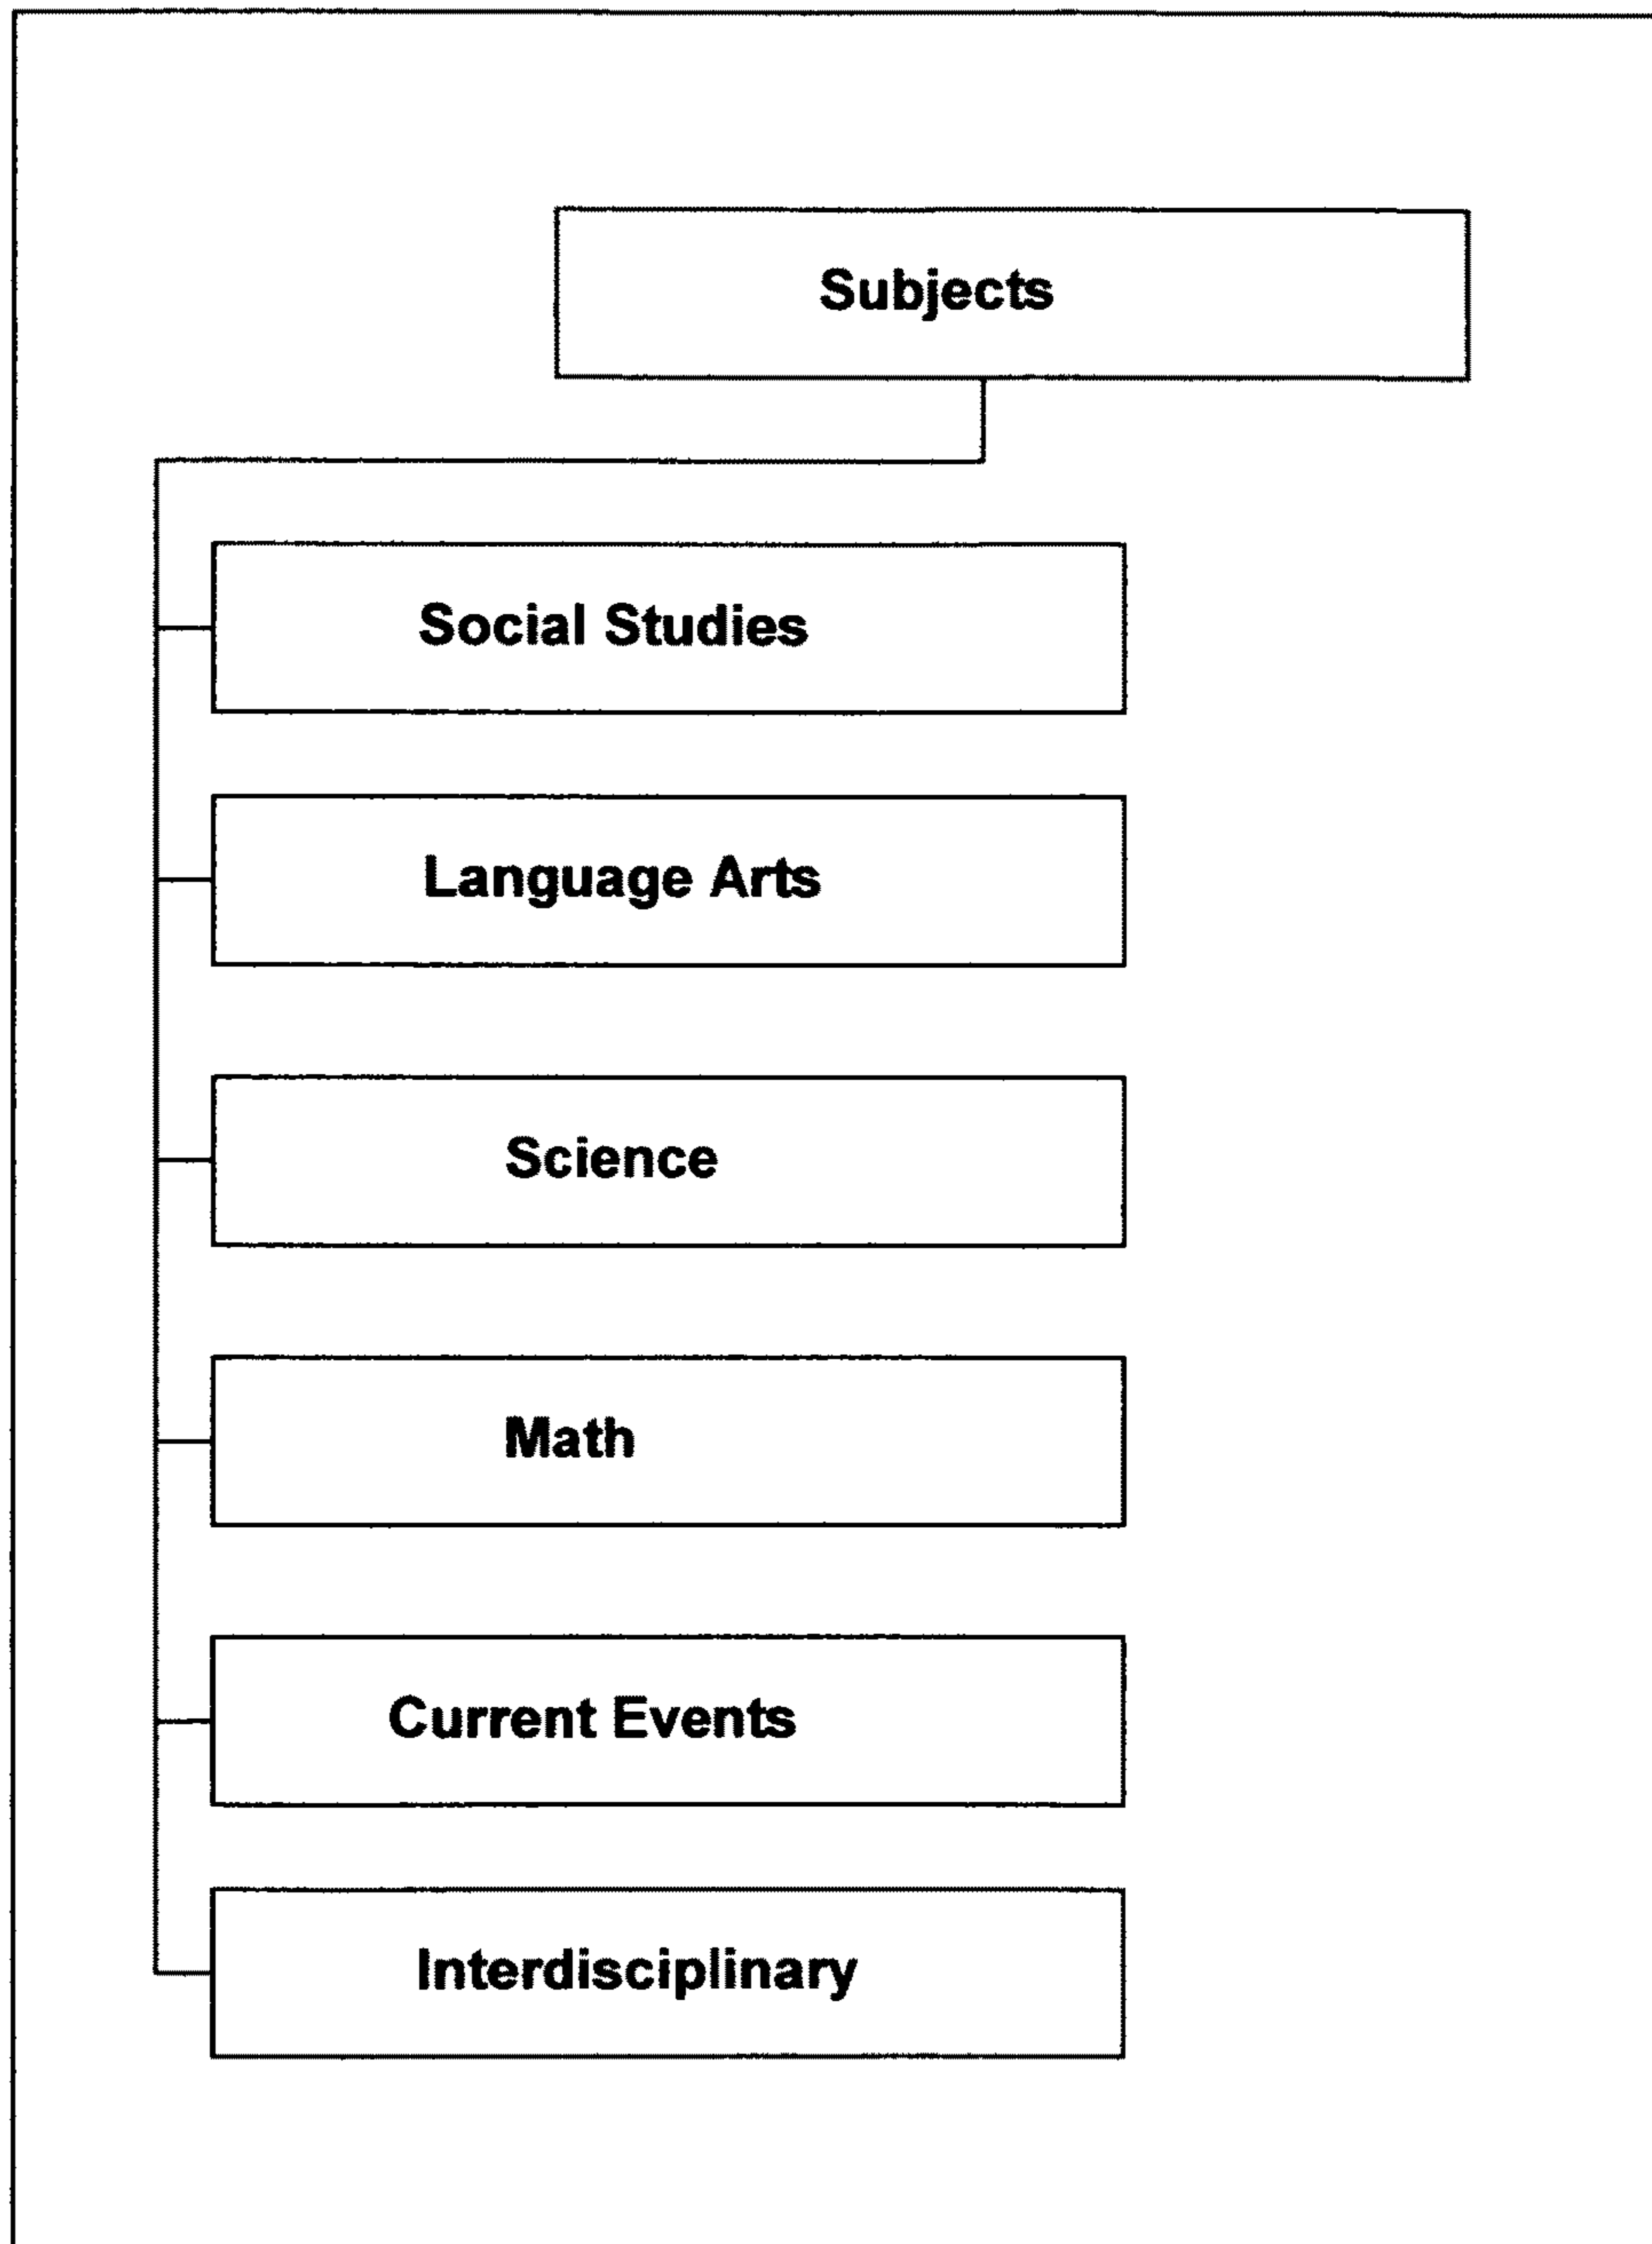 Subjects
Social Studies
Language Arts
Science
Math
Current Events
Interdisciplinary